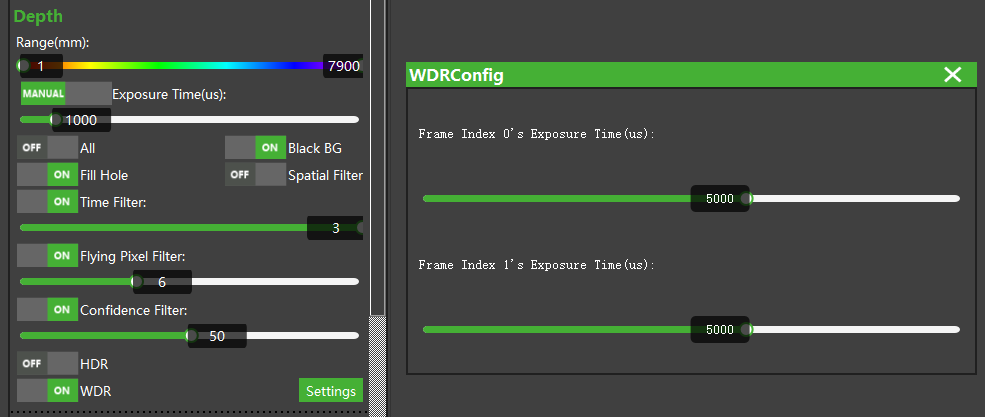 Depth
Range(mm):
1 7900
MANUAL Exposure Time(us):
1000
OFF All ON Black BG
ON Fill Hole OFF Spatial Filter
ON Time Filter:
3
ON Flying Pixel Filter:
6
ON Confidence Filter:
50
OFF HDR
ON WDR Settings
WDRConfig
Frame Index 0's Exposure Time(us):
5000
Frame Index 1's Exposure Time(us):
5000